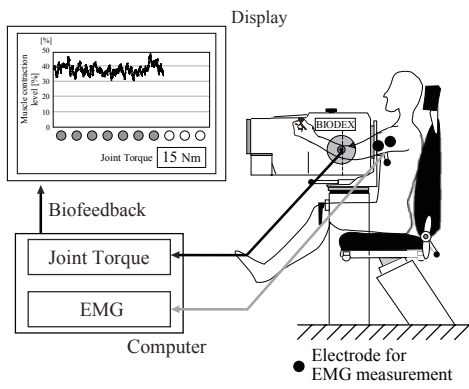 Display
[%]
Muscle contraction
level [%]
50
40
30
20
10
0
Joint Torque 15 Nm
BIODEX
Biofeedback
Joint Torque
EMG
Computer
Electrode for
EMG measurement